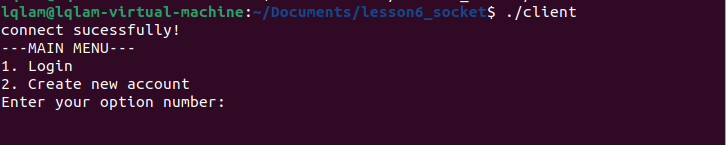 lqlam@lqlam-virtual-machine:~/Documents/lesson6_socket$ ./client
connect sucessfully!
---MAIN MENU---
1. Login
2. Create new account
Enter your option number: